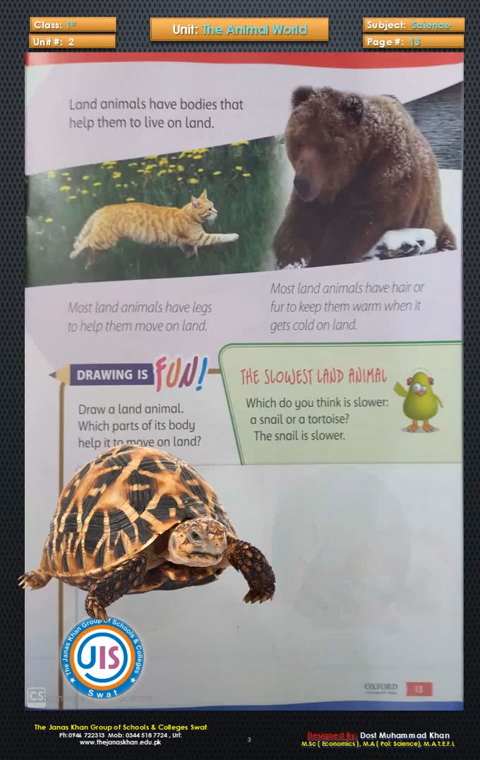 Class: 1st
Unit #: 2
Unit: The Animal World
Subject: Science
Page #: 13
Land animals have bodies that
help them to live on land.
Most land animals have legs
to help them move on land.
Most land animals have hair or
fur to keep them warm when it
gets cold on land.
DRAWING IS FUN!
Draw a land animal.
Which parts of its body
help it to move on land?
THE SLOWEST LAND ANIMAL
Which do you think is slower:
a snail or a tortoise?
The snail is slower.
The Janas Khan Group of Schools & Colleges
JIS
Swat
CS
OXFORD
13
The Janas Khan Group of Schools & Colleges Swat
Ph:0946 722313 Mob: 0344 518 7724 , Url:
www.thejanaskhan.edu.pk
3
Designed By: Dost Muhammad Khan
M.Sc ( Economics ), M.A ( Pol: Science), M.A.T.E.F.L